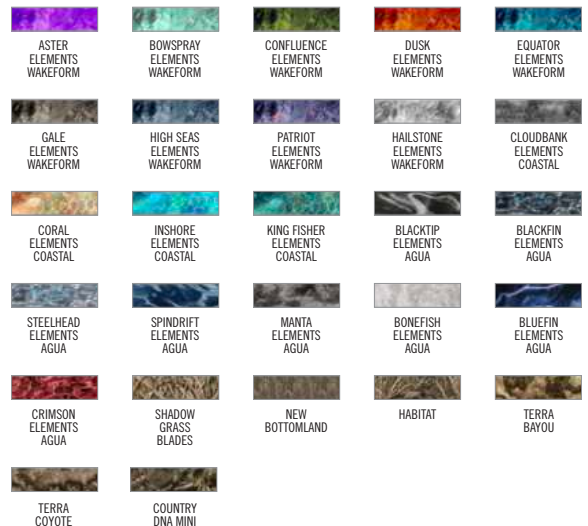 ASTER
ELEMENTS
WAKEFORM
BOWSPRAY
ELEMENTS
WAKEFORM
CONFLUENCE
ELEMENTS
WAKEFORM
DUSK
ELEMENTS
WAKEFORM
EQUATOR
ELEMENTS
WAKEFORM
GALE
ELEMENTS
WAKEFORM
HIGH SEAS
ELEMENTS
WAKEFORM
PATRIOT
ELEMENTS
WAKEFORM
HAILSTONE
ELEMENTS
WAKEFORM
CLOUDBANK
ELEMENTS
COASTAL
CORAL
ELEMENTS
COASTAL
INSHORE
ELEMENTS
COASTAL
KING FISHER
ELEMENTS
COASTAL
BLACKTIP
ELEMENTS
AGUA
BLACKFIN
ELEMENTS
AGUA
STEELHEAD
ELEMENTS
AGUA
SPINDRIFT
ELEMENTS
AGUA
MANTA
ELEMENTS
AGUA
BONEFISH
ELEMENTS
AGUA
BLUEFIN
ELEMENTS
AGUA
CRIMSON
ELEMENTS
AGUA
SHADOW
GRASS
BLADES
NEW
BOTTOMLAND
HABITAT
TERRA
BAYOU
TERRA
COYOTE
COUNTRY
DNA MINI